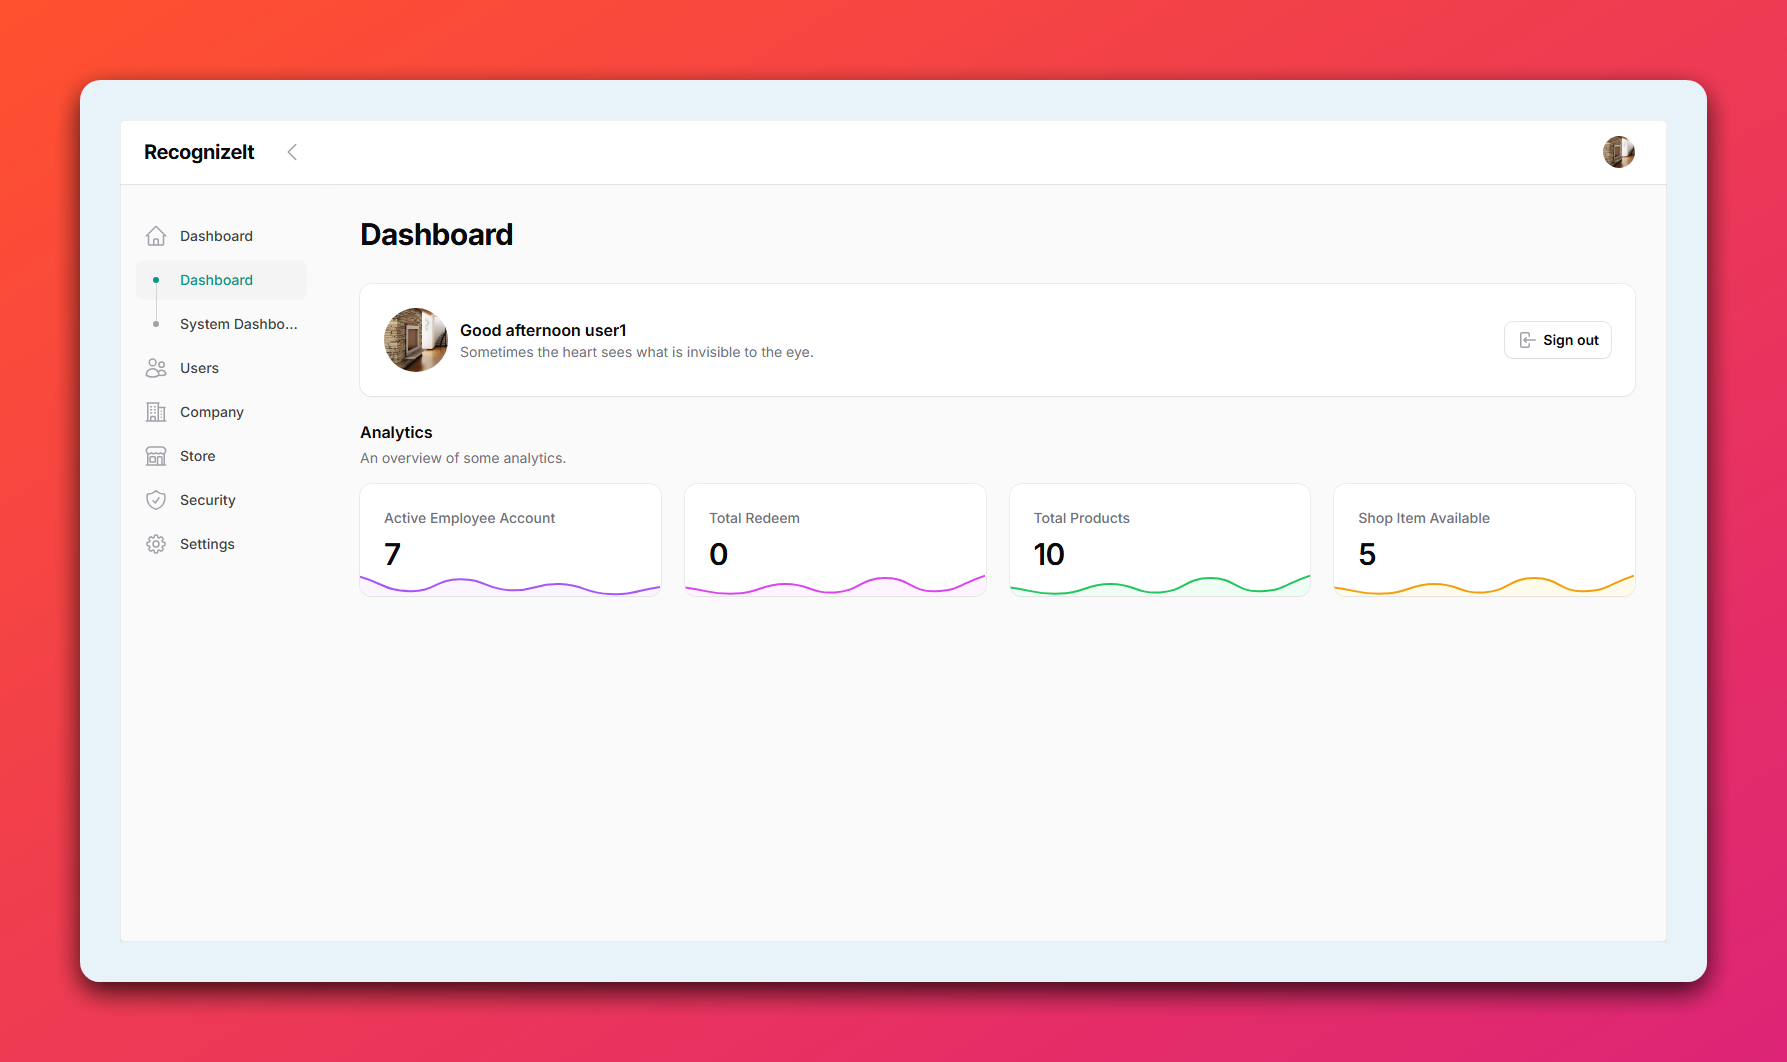 RecognizeIt
Dashboard
Dashboard
System Dashbo...
Users
Company
Store
Security
Settings
Dashboard
Good afternoon user1
Sometimes the heart sees what is invisible to the eye.
Sign out
Analytics
An overview of some analytics.
Active Employee Account
7
Total Redeem
0
Total Products
10
Shop Item Available
5